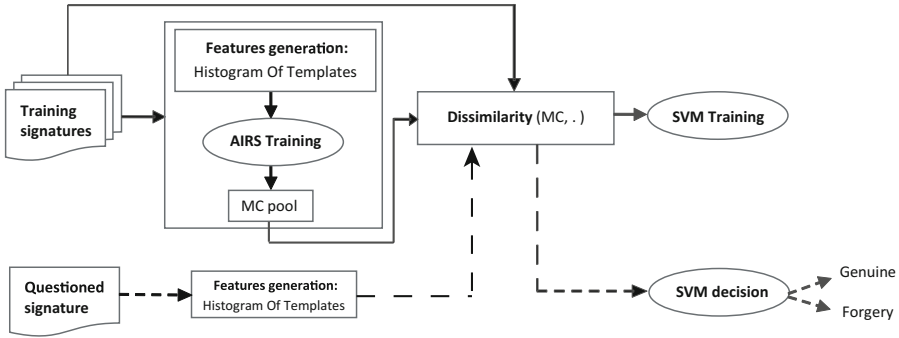 Features generation:
Histogram Of Templates
Training
signatures
AIRS Training
MC pool
Dissimilarity (MC, . )
SVM Training
Questioned
signature
Features generation:
Histogram Of Templates
SVM decision
Genuine
Forgery